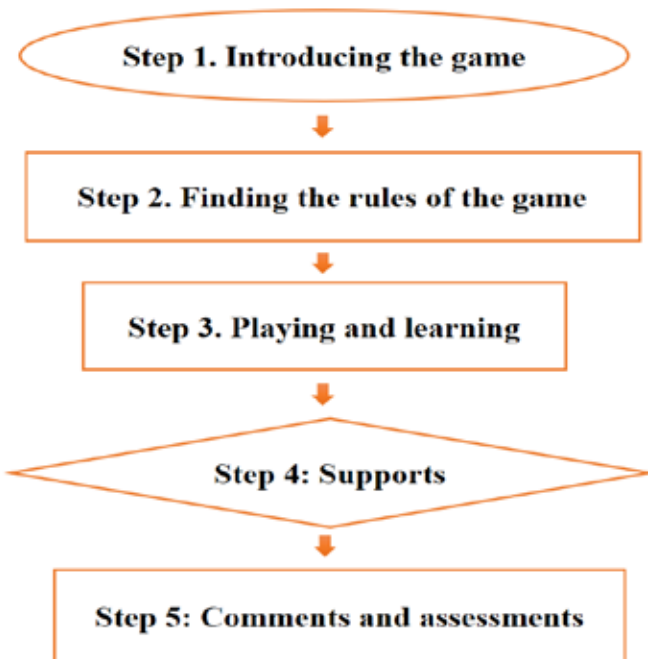 Step 1. Introducing the game
Step 2. Finding the rules of the game
Step 3. Playing and learning
Step 4: Supports
Step 5: Comments and assessments